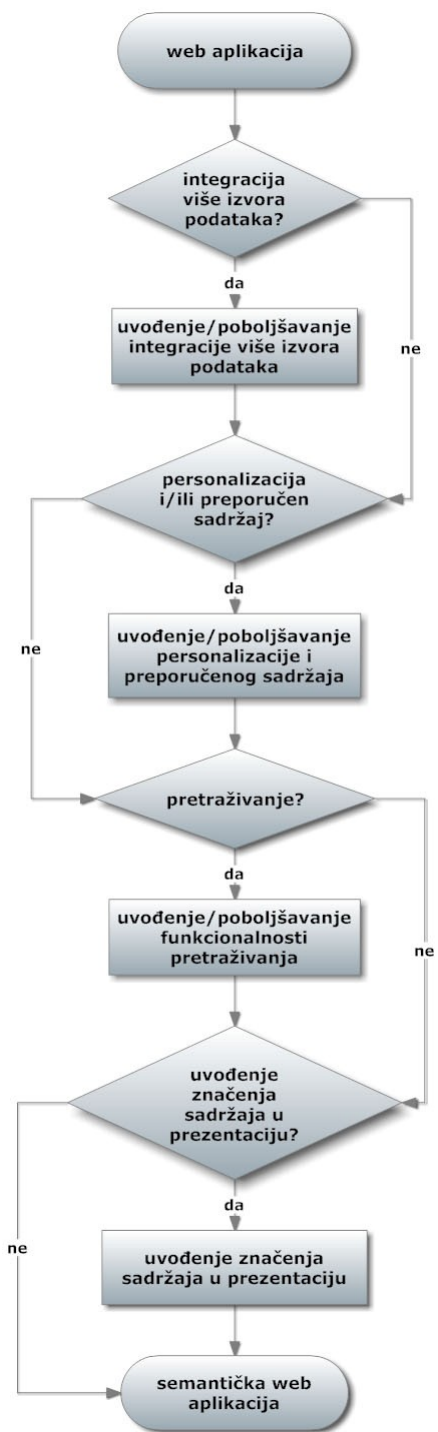 web aplikacija
integracija
više izvora
podataka?
da
ne
uvođenje/poboljšavanje
integracije više izvora
podataka
personalizacija
i/ili preporučen
sadržaj?
da
ne
uvođenje/poboljšavanje
personalizacije i
preporučenog sadržaja
pretraživanje?
da
ne
uvođenje/poboljšavanje
funkcionalnosti
pretraživanja
uvođenje
značenja
sadržaja u
prezentaciju?
da
ne
uvođenje značenja
sadržaja u prezentaciju
semantička web
aplikacija